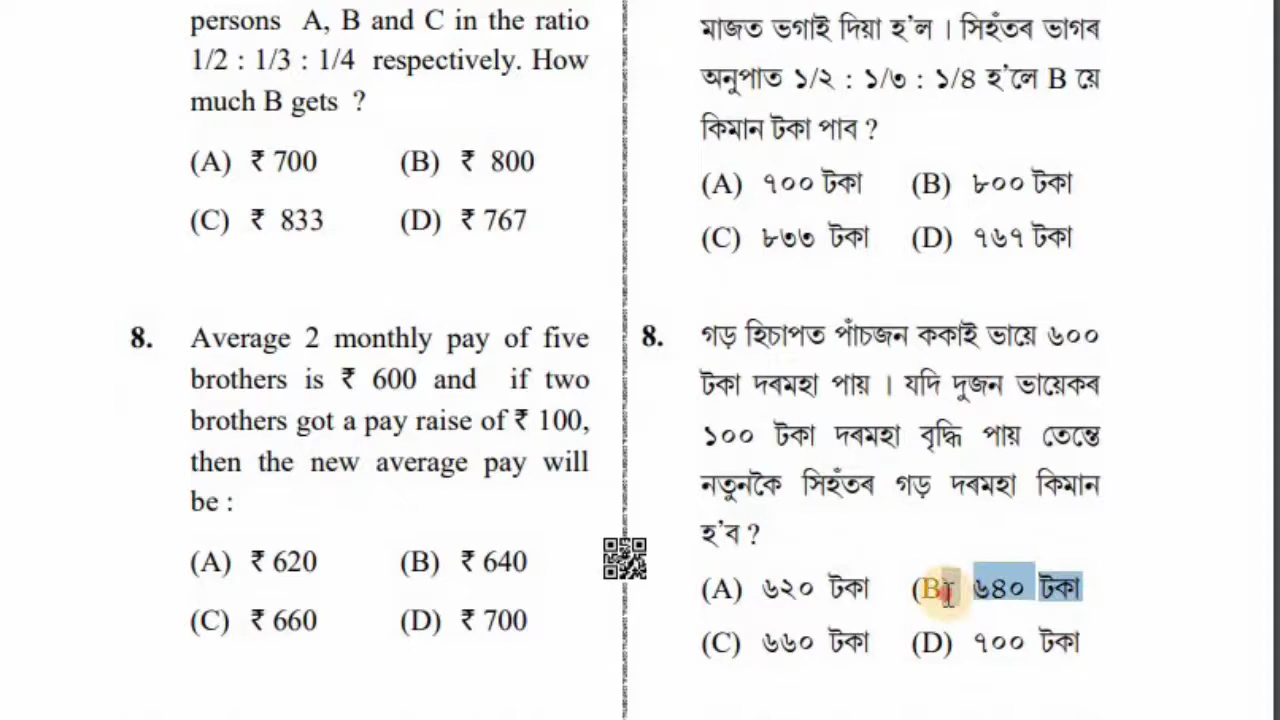 persons A, B and C in the ratio
1/2 : 1/3 : 1/4 respectively. How
much B gets ?
(A) ₹ 700 (B) ₹ 800
(C) ₹ 833 (D) ₹ 767
8. Average 2 monthly pay of five
brothers is ₹ 600 and if two
brothers got a pay raise of ₹ 100,
then the new average pay will
be :
(A) ₹ 620 (B) ₹ 640
(C) ₹ 660 (D) ₹ 700
মাজত ভগাই দিয়া হ'ল । সিহঁতৰ ভাগৰ
অনুপাত ১/২ : ১/৩ : ১/৪ হ'লে B য়ে
কিমান টকা পাব ?
(A) ৭০০ টকা (B) ৮০০ টকা
(C) ৮৩৩ টকা (D) ৭৬৭ টকা
8. গড় হিচাপত পাঁচজন ককাই ভায়ে ৬০০
টকা দৰমহা পায় । যদি দুজন ভায়েকৰ
১০০ টকা দৰমহা বৃদ্ধি পায় তেন্তে
নতুনকৈ সিহঁতৰ গড় দৰমহা কিমান
হ'ব ?
(A) ৬২০ টকা (B) ৬৪০ টকা
(C) ৬৬০ টকা (D) ৭০০ টকা